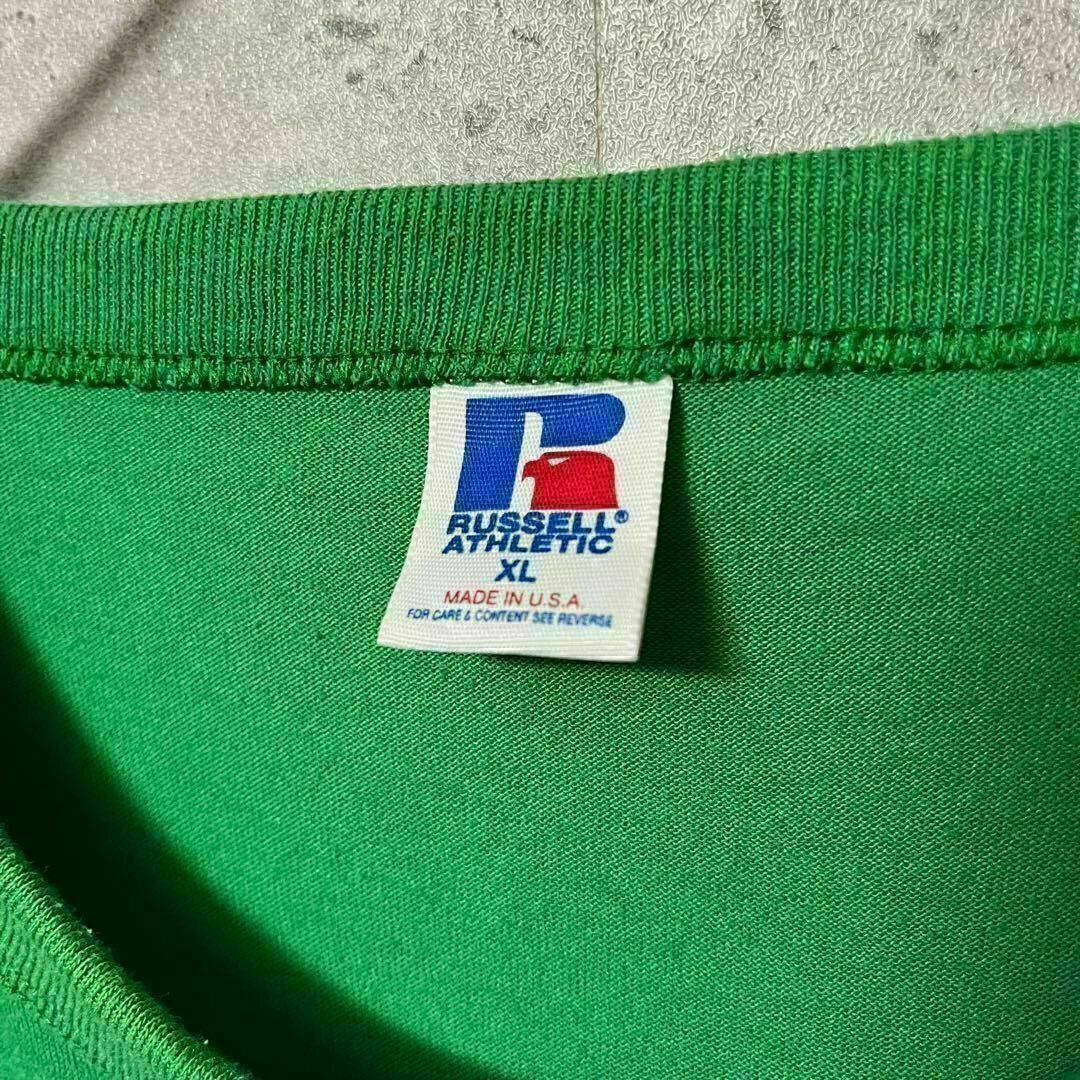 RUSSELL®
ATHLETIC
XL
MADE IN U.S.A.
FOR CARE & CONTENT SEE REVERSE